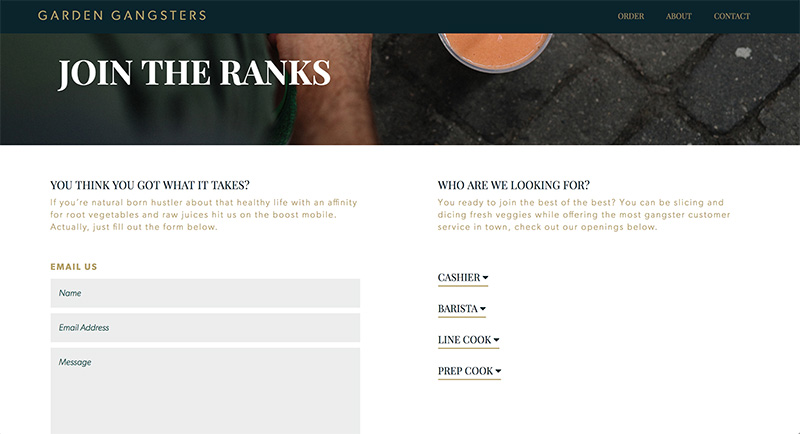 GARDEN GANGSTERS
ORDER ABOUT CONTACT
JOIN THE RANKS
YOU THINK YOU GOT WHAT IT TAKES?
If you're natural born hustler about that healthy life with an affinity
for root vegetables and raw juices hit us on the boost mobile.
Actually, just fill out the form below.
EMAIL US
Name
Email Address
Message
WHO ARE WE LOOKING FOR?
You ready to join the best of the best? You can be slicing and
dicing fresh veggies while offering the most gangster customer
service in town, check out our openings below.
CASHIER
BARISTA
LINE COOK
PREP COOK